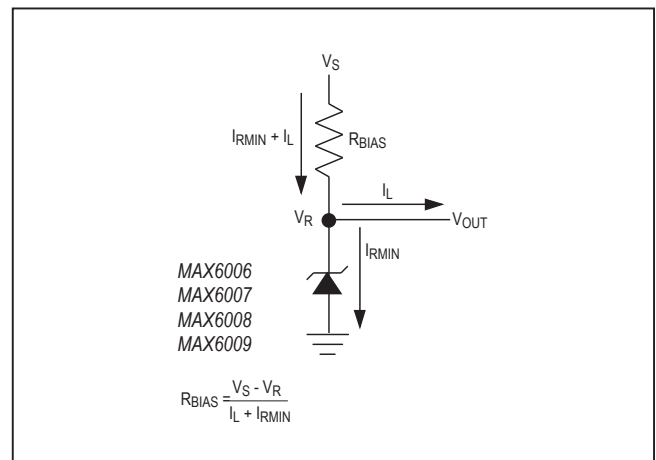 VS
IRMIN + IL
RBIAS
IL
VR
VOUT
IRMIN
MAX6006
MAX6007
MAX6008
MAX6009
RBIAS = VS - VR
IL + IRMIN